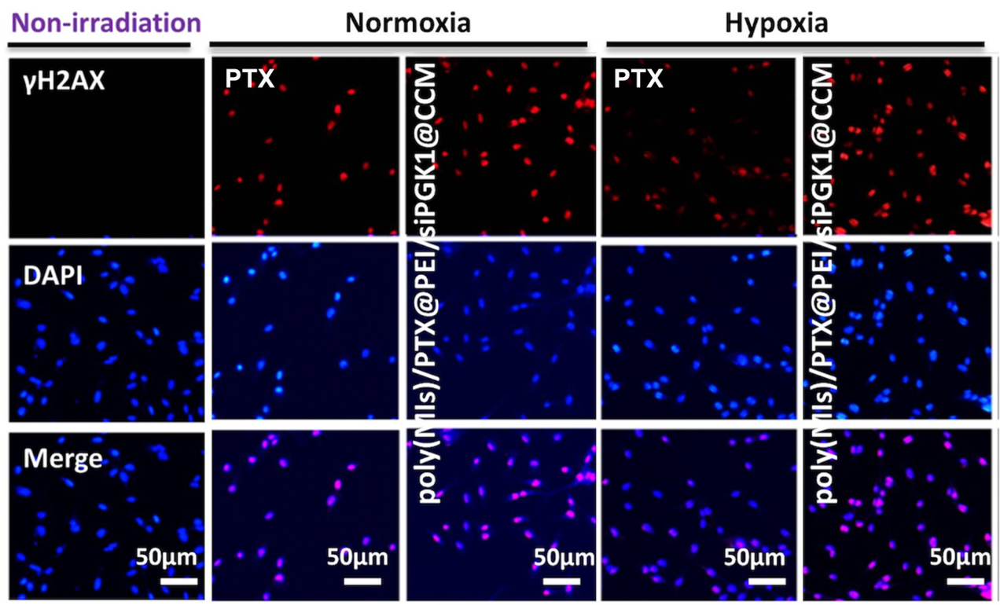 Non-irradiation
Normoxia
Hypoxia
γH2AX
PTX
poly(MIs)/PTX@PEI/siPGK1@CCM
PTX
poly(MIs)/PTX@PEI/siPGK1@CCM
DAPI
Merge
50μm
50μm
50μm
50μm
50μm